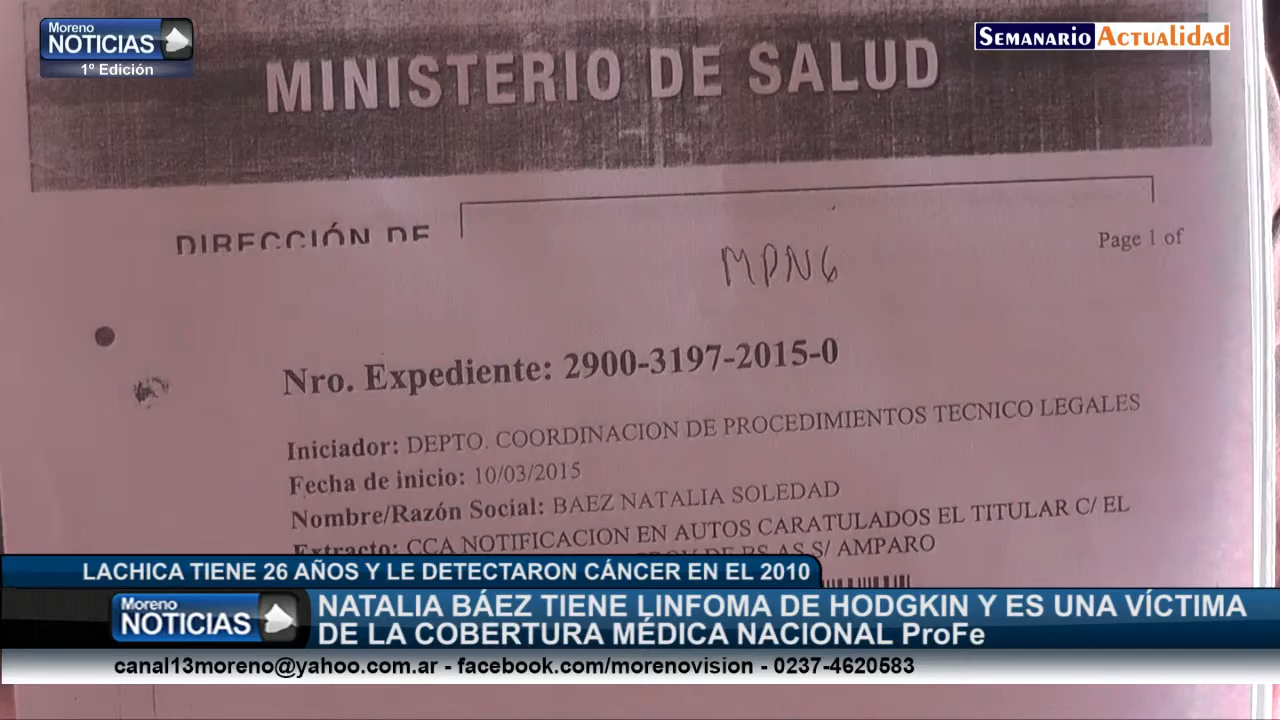 Moreno
NOTICIAS
1º Edición
SEMANARIO ACTUALIDAD
MINISTERIO DE SALUD
DIRECCIÓN DE
MPN6
Page 1 of
Nro. Expediente: 2900-3197-2015-0
Iniciador: DEPTO. COORDINACION DE PROCEDIMIENTOS TECNICO LEGALES
Fecha de inicio: 10/03/2015
Nombre/Razón Social: BAEZ NATALIA SOLEDAD
Extracto: CCA NOTIFICACION EN AUTOS CARATULADOS EL TITULAR C/ EL
DE BS AS S/ AMPARO
LACHICA TIENE 26 AÑOS Y LE DETECTARON CÁNCER EN EL 2010
Moreno
NOTICIAS
NATALIA BÁEZ TIENE LINFOMA DE HODGKIN Y ES UNA VÍCTIMA
DE LA COBERTURA MÉDICA NACIONAL ProFe
canal13moreno@yahoo.com.ar - facebook.com/morenovision - 0237-4620583